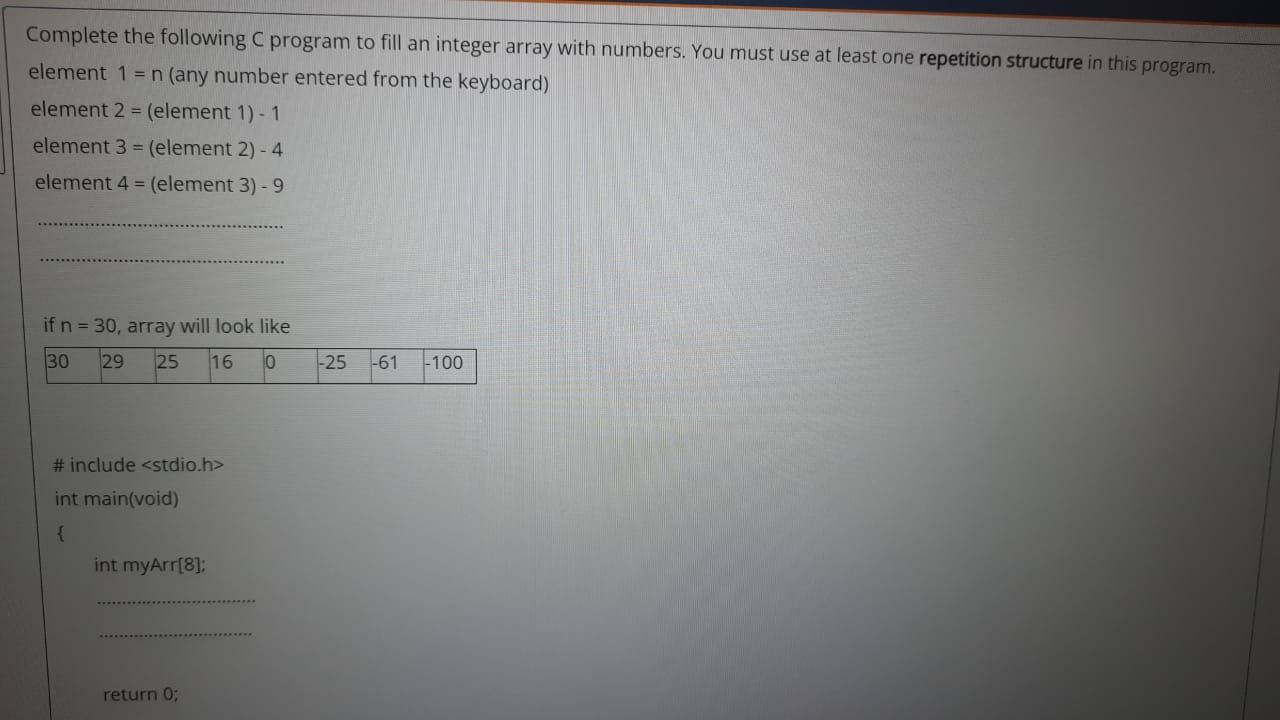 Complete the following C program to fill an integer array with numbers. You must use at least one repetition structure in this program.
element 1 = n (any number entered from the keyboard)
element 2 = (element 1) - 1
element 3 = (element 2) - 4
element 4 = (element 3) - 9
................................................
................................................
if n = 30, array will look like
30 29 25 16 0 -25 -61 -100
# include <stdio.h>
int main(void)
{
int myArr[8];
................................
................................
return 0;